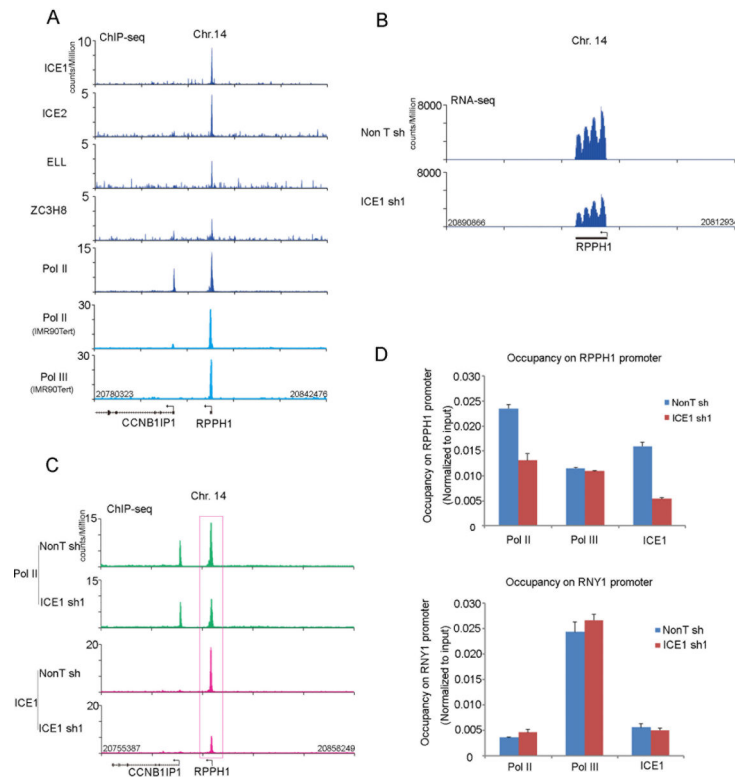 A
ChIP-seq
Chr.14
counts/Million
10
ICE1
5
ICE2
5
ELL
5
ZC3H8
15
Pol II
30
Pol II
(IMR90Tert)
30
Pol III
(IMR90Tert)
20780323
20842476
CCNB1IP1
RPPH1
B
Chr. 14
RNA-seq
counts/Million
8000
Non T sh
8000
ICE1 sh1
20890866
2081293
RPPH1
C
ChIP-seq
Chr. 14
counts/Million
15
NonT sh
Pol II
15
ICE1 sh1
20
NonT sh
ICE1
20
ICE1 sh1
20755387
20858249
CCNB1IP1
RPPH1
D
Occupancy on RPPH1 promoter
Occupancy on RPPH1 promoter
(Normalized to input)
0.030
0.025
0.020
0.015
0.010
0.005
0
NonT sh
ICE1 sh1
Pol II
Pol III
ICE1
Occupancy on RNY1 promoter
Occupancy on RNY1 promoter
(Normalized to input)
0.030
0.025
0.020
0.015
0.010
0.005
0
NonT sh
ICE1 sh1
Pol II
Pol III
ICE1